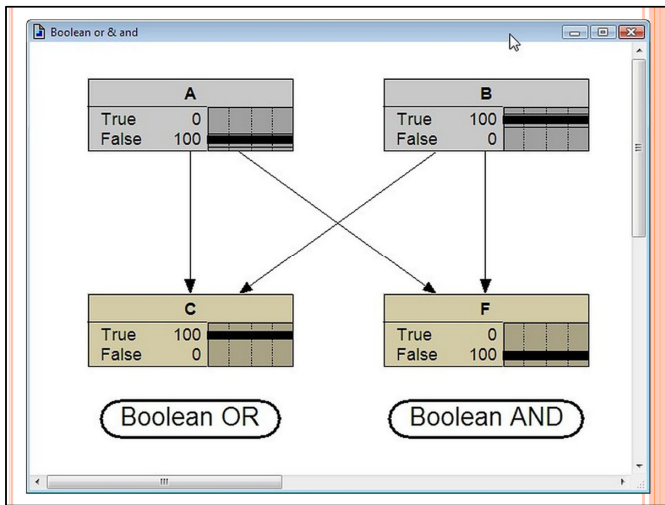 Boolean or & and
A
True 0
False 100
B
True 100
False 0
C
True 100
False 0
F
True 0
False 100
Boolean OR
Boolean AND